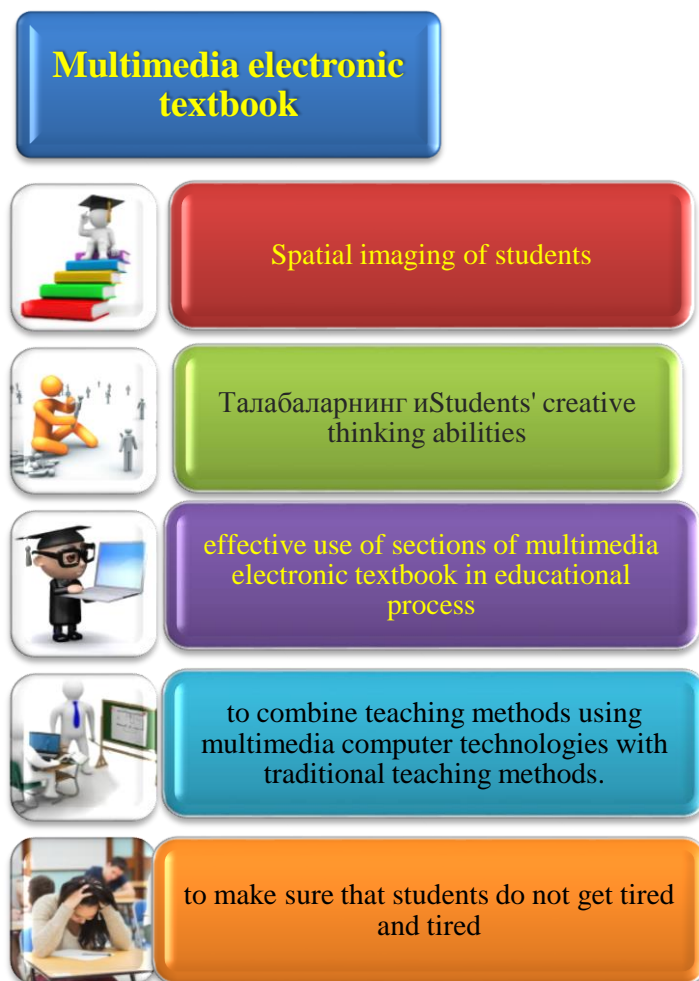 Multimedia electronic
textbook
Spatial imaging of students
Талабаларнинг иStudents' creative
thinking abilities
effective use of sections of multimedia
electronic textbook in educational
process
to combine teaching methods using
multimedia computer technologies with
traditional teaching methods.
to make sure that students do not get tired
and tired